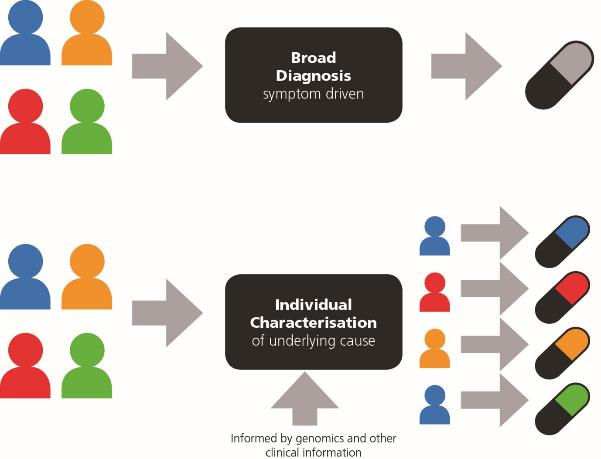 Broad
Diagnosis
symptom driven
Individual
Characterisation
of underlying cause
Informed by genomics and other
clinical information